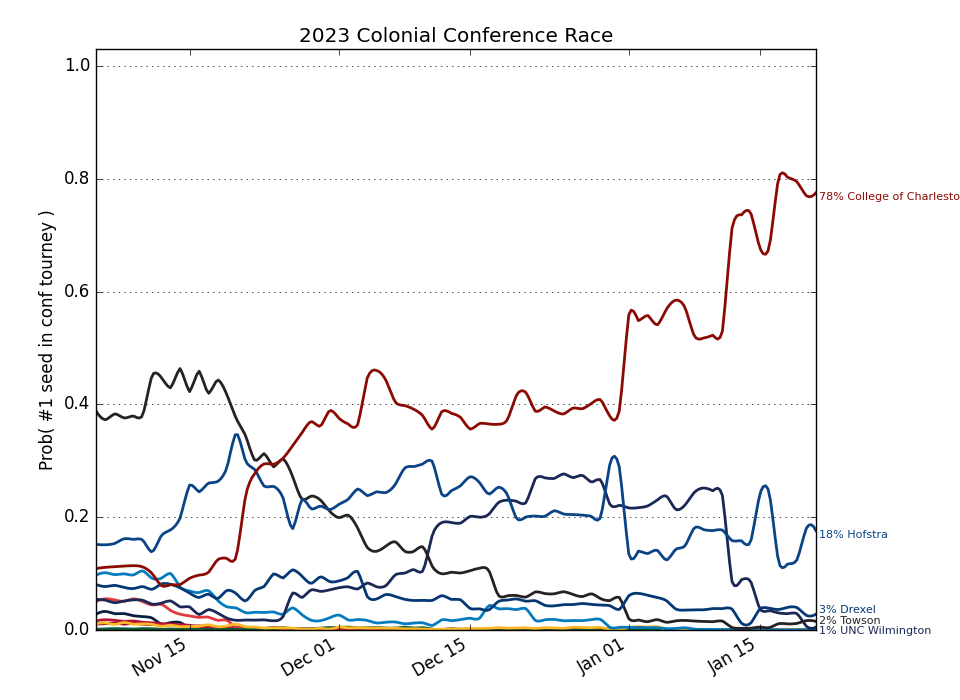 2023 Colonial Conference Race
Prob( #1 seed in conf tourney )
1.0
0.8
0.6
0.4
0.2
0.0
Nov 15
Dec 01
Dec 15
Jan 01
Jan 15
78% College of Charlesto
18% Hofstra
3% Drexel
2% Towson
1% UNC Wilmington